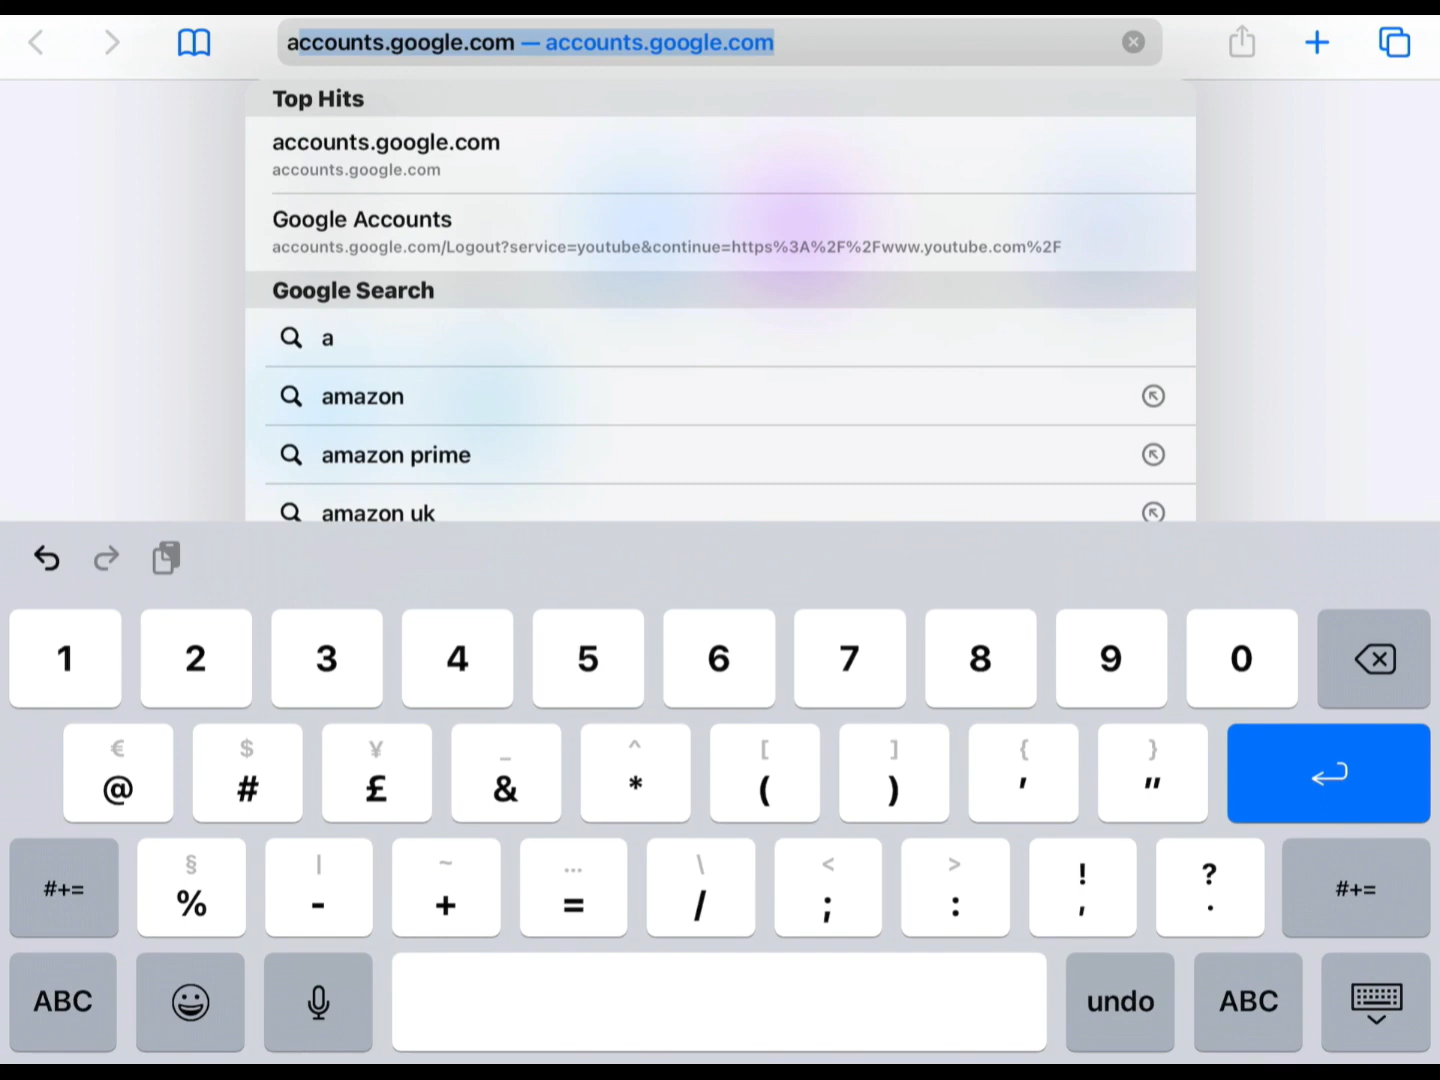 accounts.google.com — accounts.google.com
Top Hits
accounts.google.com
accounts.google.com
Google Accounts
accounts.google.com/Logout?service=youtube&continue=https%3A%2F%2Fwww.youtube.com%2F
Google Search
a
amazon
amazon prime
amazon uk
1 2 3 4 5 6 7 8 9 0
€ $ ¥ _ ^ [ ] { }
@ # £ & * ( ) ' "
§ | ~ … \ < > ! ?
#+= % - + = / ; : , . #+=
ABC undo ABC